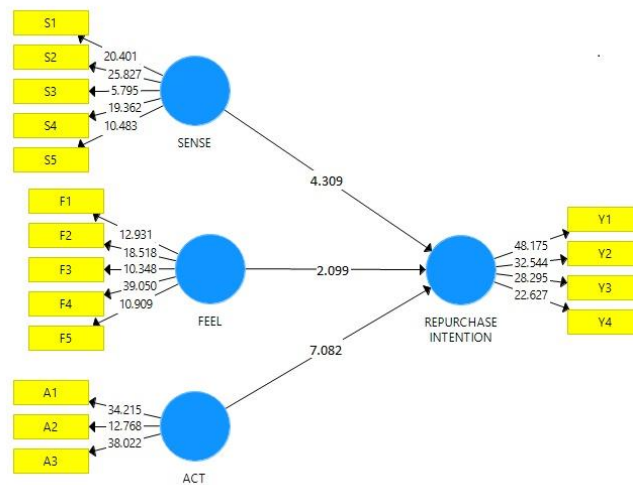 S1
S2
S3
S4
S5
20.401
25.827
5.795
19.362
10.483
SENSE
4.309
F1
F2
F3
F4
F5
12.931
18.518
10.348
39.050
10.909
FEEL
2.099
A1
A2
A3
34.215
12.768
38.022
ACT
7.082
REPURCHASE
INTENTION
48.175
32.544
28.295
22.627
Y1
Y2
Y3
Y4